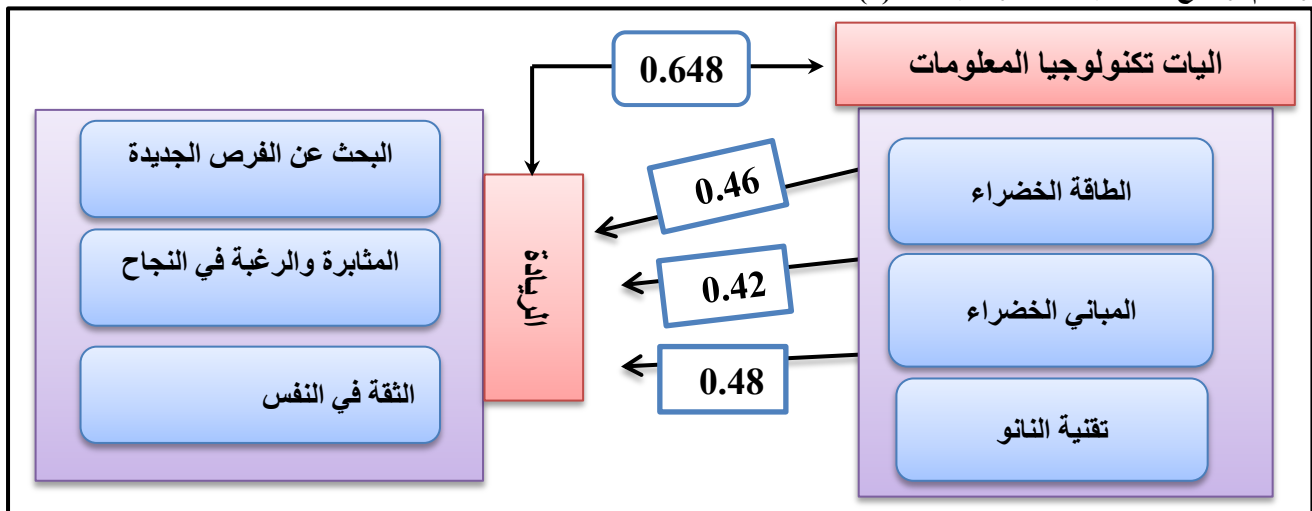 اليات تكنولوجيا المعلومات
0.648
الطاقة الخضراء
المباني الخضراء
تقنية النانو
0.46
0.42
0.48
الريادة
البحث عن الفرص الجديدة
المثابرة والرغبة في النجاح
الثقة في النفس